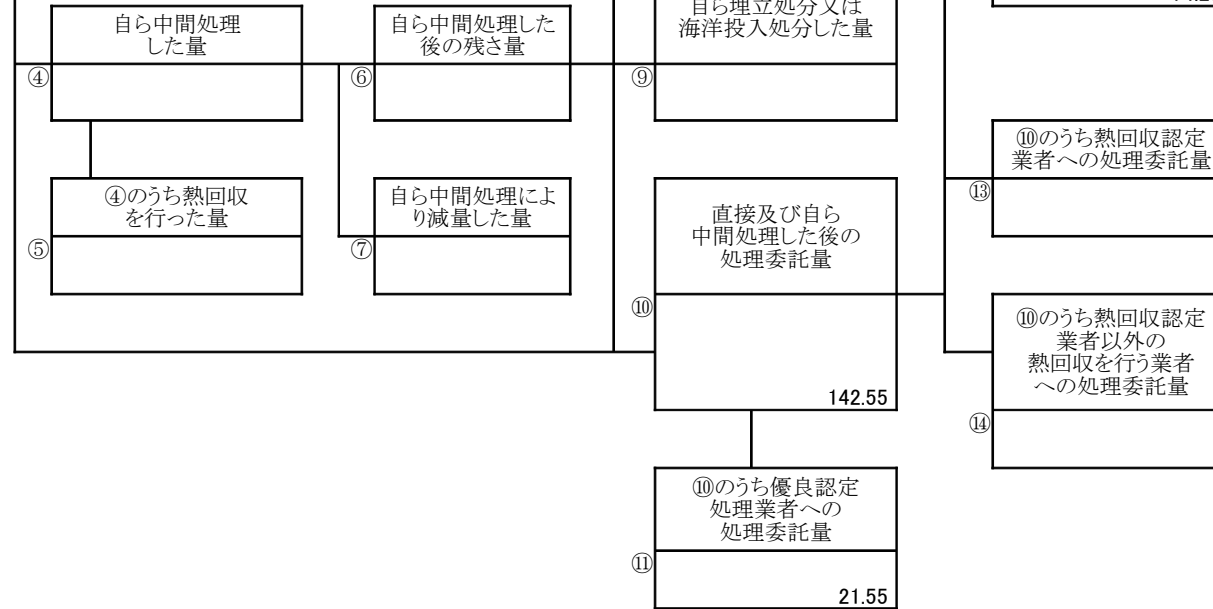 自ら中間処理
した量
④
自ら中間処理した
後の残さ量
⑥
自ら埋立処分又は
海洋投入処分した量
⑨
④のうち熱回収
を行った量
⑤
自ら中間処理によ
り減量した量
⑦
直接及び自ら
中間処理した後の
処理委託量
⑩
142.55
⑩のうち優良認定
処理業者への
処理委託量
⑪
21.55
⑩のうち熱回収認定
業者への処理委託量
⑬
⑩のうち熱回収認定
業者以外の
熱回収を行う業者
への処理委託量
⑭